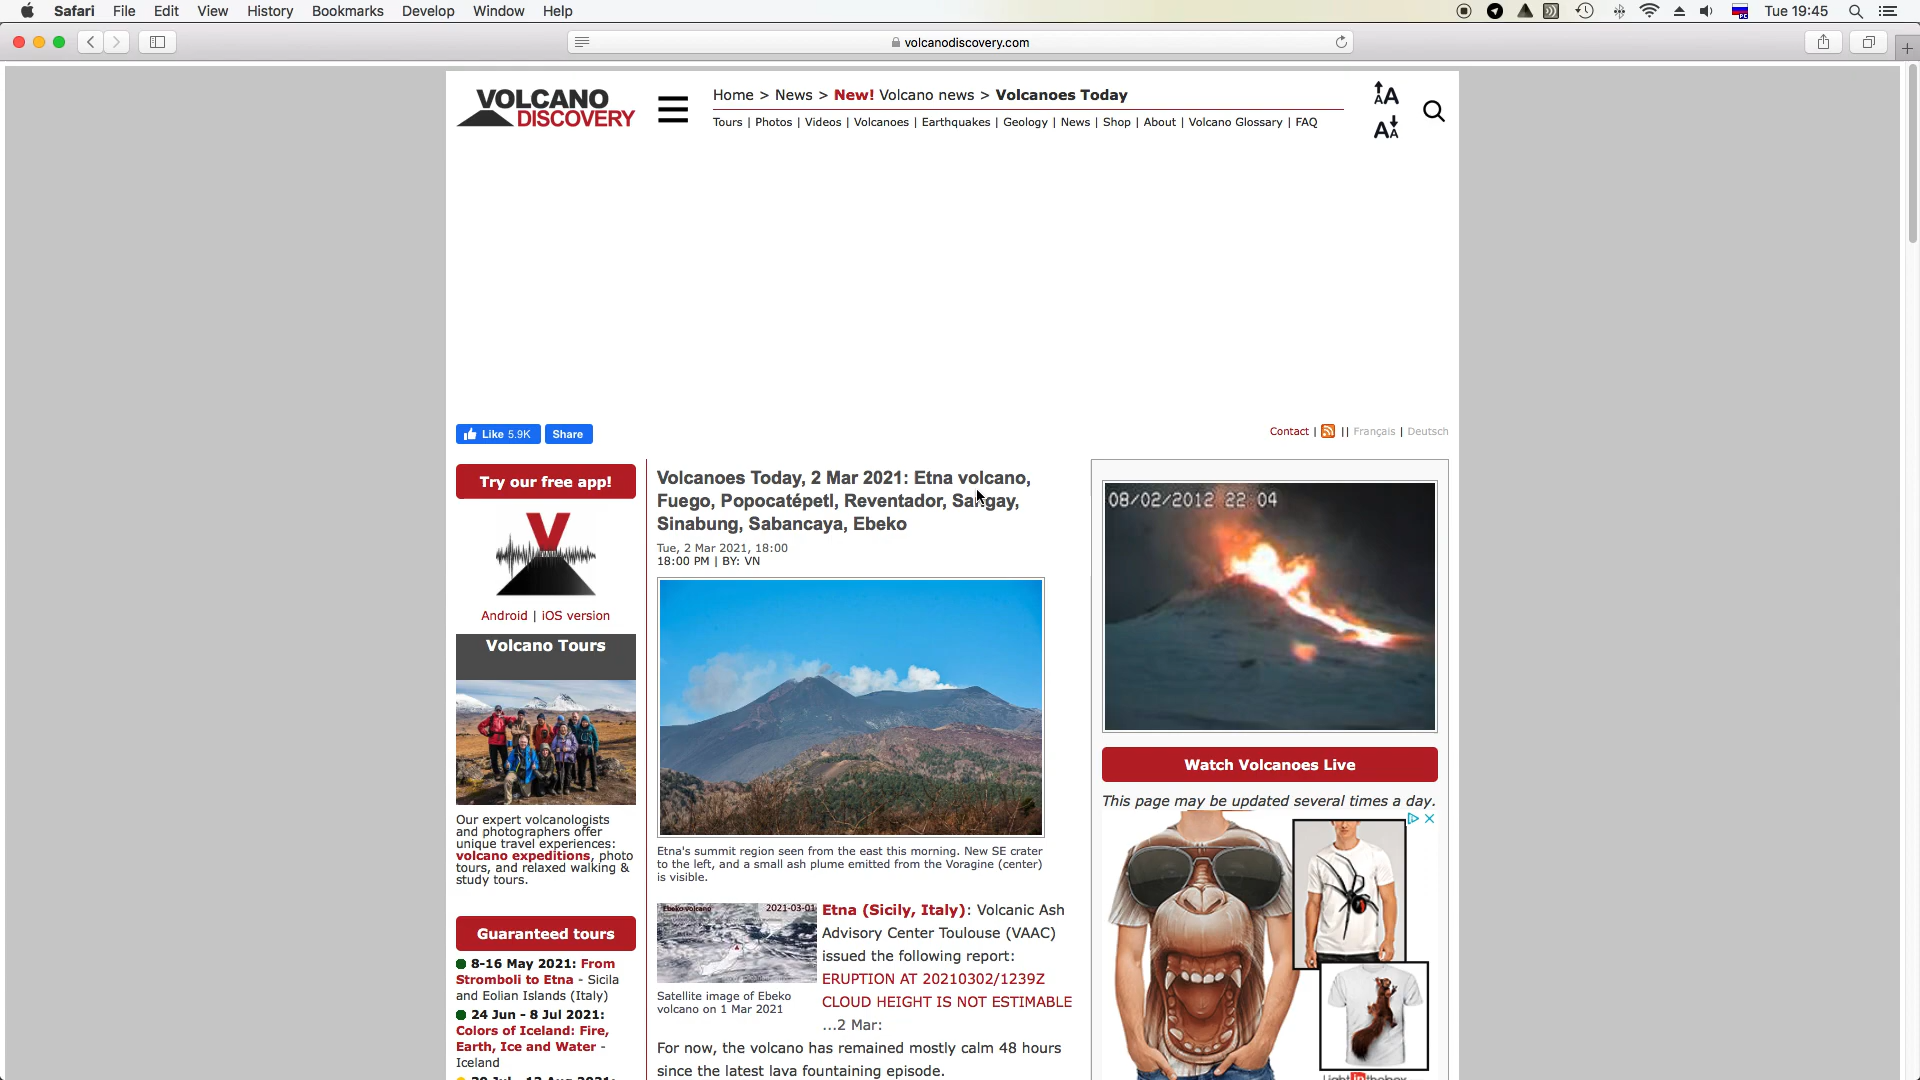 Safari File Edit View History Bookmarks Develop Window Help Tue 19:45
volcanodiscovery.com
VOLCANO
DISCOVERY
Home > News > New! Volcano news > Volcanoes Today
Tours | Photos | Videos | Volcanoes | Earthquakes | Geology | News | Shop | About | Volcano Glossary | FAQ
AA
AA
Like 5.9K Share
Contact | || Français | Deutsch
Try our free app!
V
Android | iOS version
Volcano Tours
Our expert volcanologists
and photographers offer
unique travel experiences:
volcano expeditions, photo
tours, and relaxed walking &
study tours.
Guaranteed tours
8-16 May 2021: From
Stromboli to Etna - Sicila
and Eolian Islands (Italy)
24 Jun - 8 Jul 2021:
Colors of Iceland: Fire,
Earth, Ice and Water -
Iceland
Volcanoes Today, 2 Mar 2021: Etna volcano,
Fuego, Popocatépetl, Reventador, Sangay,
Sinabung, Sabancaya, Ebeko
Tue, 2 Mar 2021, 18:00
18:00 PM | BY: VN
Etna's summit region seen from the east this morning. New SE crater
to the left, and a small ash plume emitted from the Voragine (center)
is visible.
Ebeko volcano 2021-03-01
Satellite image of Ebeko
volcano on 1 Mar 2021
Etna (Sicily, Italy): Volcanic Ash
Advisory Center Toulouse (VAAC)
issued the following report:
ERUPTION AT 20210302/1239Z
CLOUD HEIGHT IS NOT ESTIMABLE
...2 Mar:
For now, the volcano has remained mostly calm 48 hours
since the latest lava fountaining episode.
08/02/2012 22 04
Watch Volcanoes Live
This page may be updated several times a day.